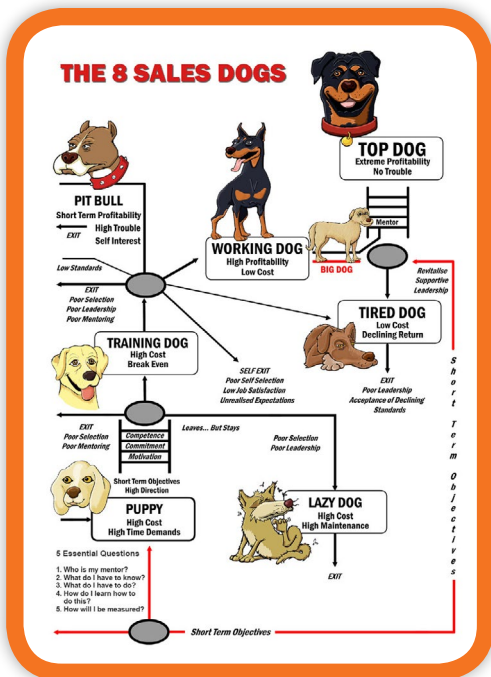 THE 8 SALES DOGS
TOP DOG
Extreme Profitability
No Trouble
Mentor
BIG DOG
PIT BULL
Short Term Profitability
High Trouble
Self Interest
EXIT
WORKING DOG
High Profitability
Low Cost
Low Standards
Revitalise
Supportive
Leadership
EXIT
Poor Selection
Poor Leadership
Poor Mentoring
TIRED DOG
Low Cost
Declining Return
TRAINING DOG
High Cost
Break Even
SELF EXIT
Poor Self Selection
Low Job Satisfaction
Unrealised Expectations
EXIT
Poor Leadership
Acceptance of Declining
Standards
Short Term Objectives
EXIT
Poor Selection
Poor Mentoring
Competence
Commitment
Motivation
Leaves... But Stays
Poor Selection
Poor Leadership
Short Term Objectives
High Direction
PUPPY
High Cost
High Time Demands
LAZY DOG
High Cost
High Maintenance
EXIT
5 Essential Questions
1. Who is my mentor?
2. What do I have to know?
3. What do I have to do?
4. How do I learn how to
do this?
5. How will I be measured?
Short Term Objectives